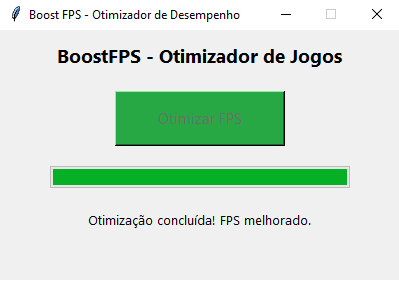 Boost FPS - Otimizador de Desempenho
BoostFPS - Otimizador de Jogos
Otimizar FPS
Otimização concluída! FPS melhorado.